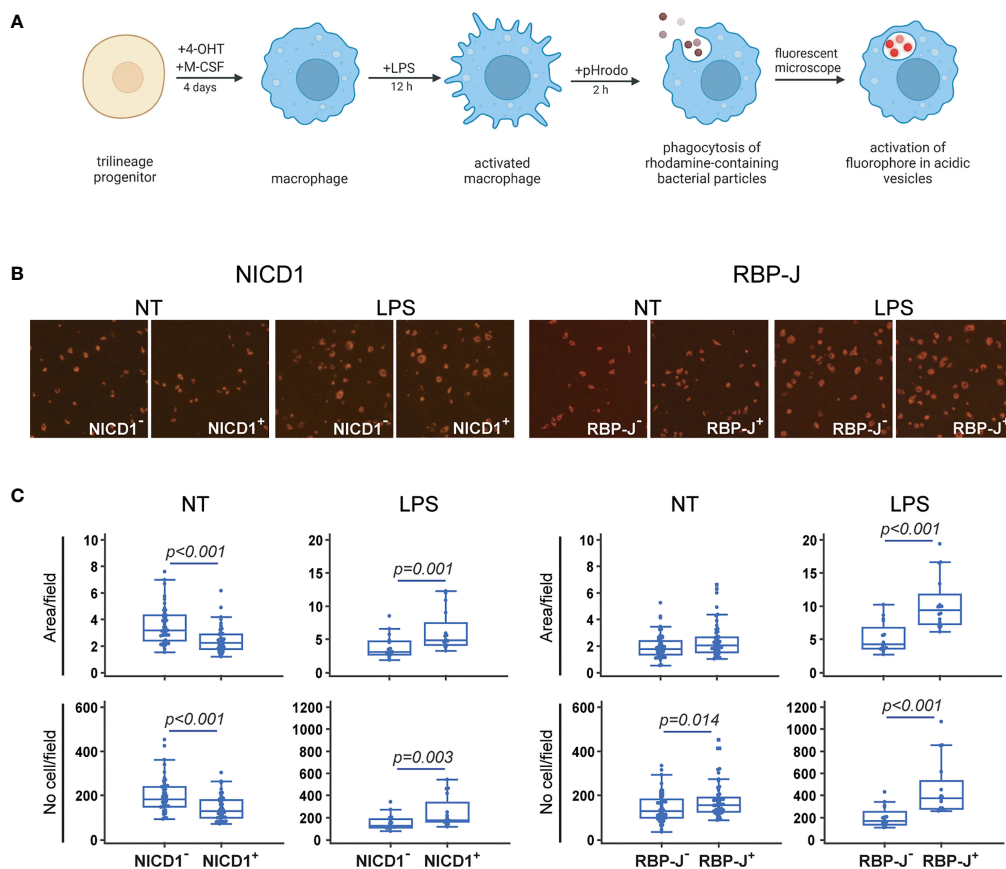 A
+4-OHT
+M-CSF
4 days
+LPS
12 h
+pHrodo
2 h
fluorescent
microscope
trilineage
progenitor
macrophage
activated
macrophage
phagocytosis of
rhodamine-containing
bacterial particles
activation of
fluorophore in acidic
vesicles
B
NICD1
RBP-J
NT
LPS
NT
LPS
NICD1-
NICD1+
NICD1-
NICD1+
RBP-J-
RBP-J+
RBP-J-
RBP-J+
C
NT
LPS
NT
LPS
Area/field
10
8
6
4
2
0
p<0.001
20
15
10
5
0
p=0.001
Area/field
10
8
6
4
2
0
20
15
10
5
0
p<0.001
No cell/field
600
400
200
0
p<0.001
1200
1000
800
600
400
200
0
p=0.003
No cell/field
600
400
200
0
p=0.014
1200
1000
800
600
400
200
0
p<0.001
NICD1- NICD1+
NICD1- NICD1+
RBP-J- RBP-J+
RBP-J- RBP-J+